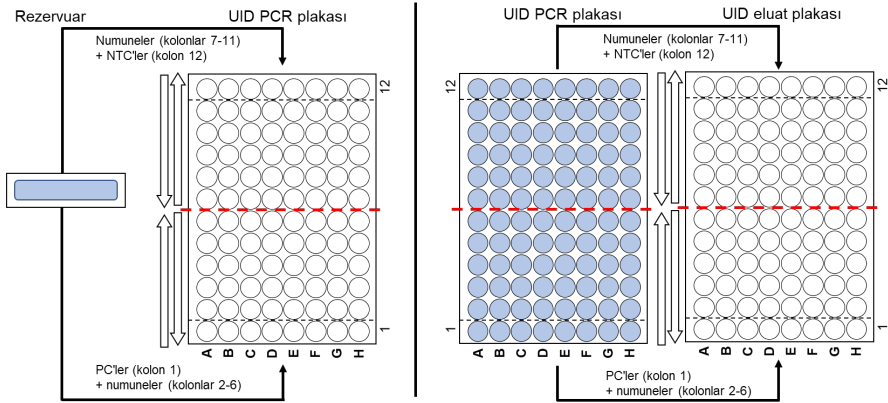 Rezervuar
UID PCR plakası
Numuneler (kolonlar 7-11)
+ NTC'ler (kolon 12)
12
1
A B C D E F G H
PC'ler (kolon 1)
+ numuneler (kolonlar 2-6)
UID PCR plakası
UID eluat plakası
Numuneler (kolonlar 7-11)
+ NTC'ler (kolon 12)
12
12
1
1
A B C D E F G H
A B C D E F G H
PC'ler (kolon 1)
+ numuneler (kolonlar 2-6)